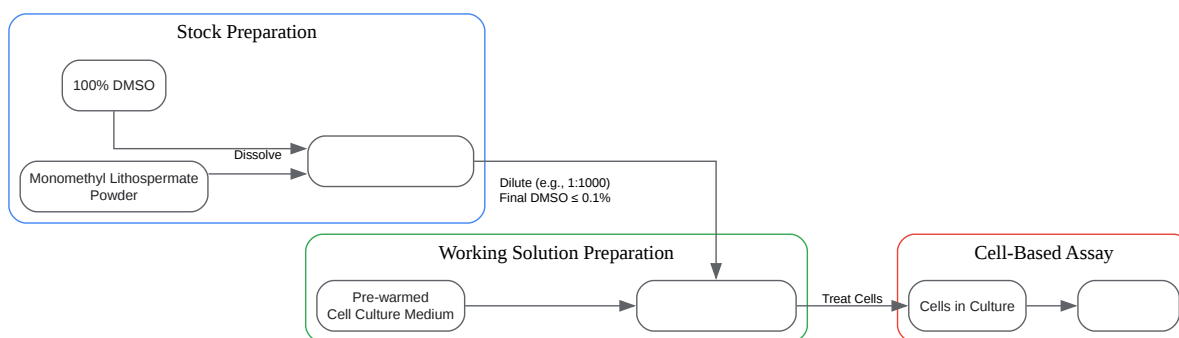 Stock Preparation
100% DMSO
Dissolve
Monomethyl Lithospermate
Powder
Dilute (e.g., 1:1000)
Final DMSO ≤ 0.1%
Working Solution Preparation
Pre-warmed
Cell Culture Medium
Treat Cells
Cell-Based Assay
Cells in Culture